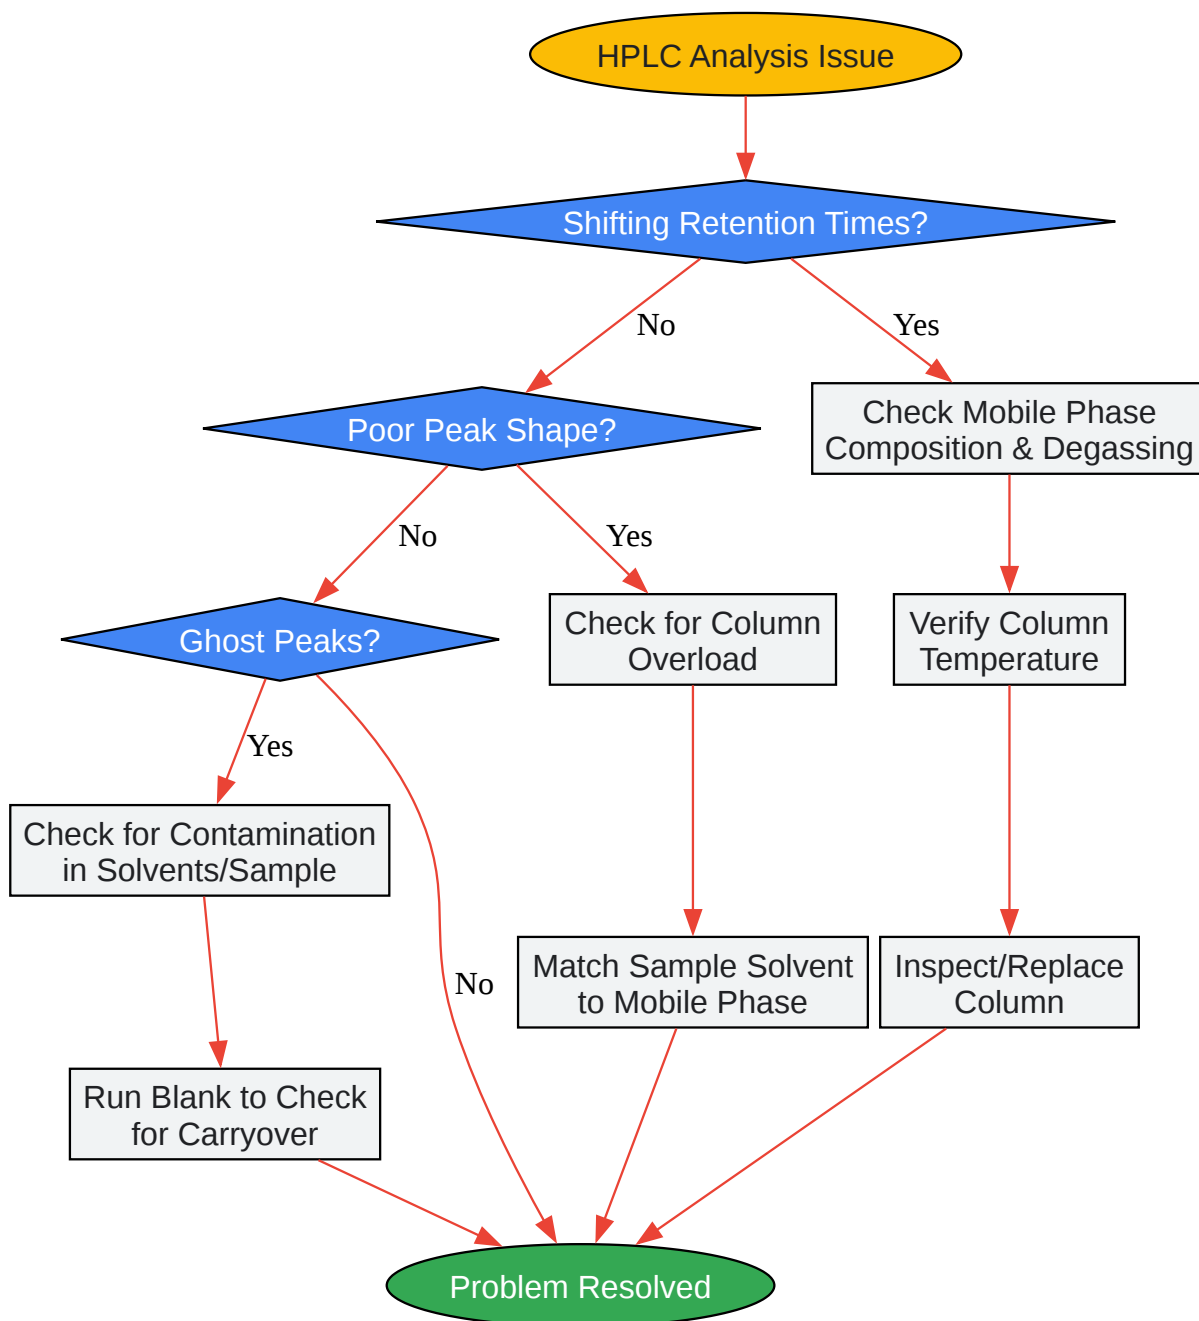 HPLC Analysis Issue
Shifting Retention Times?
No
Yes
Poor Peak Shape?
Check Mobile Phase
Composition & Degassing
No
Yes
Ghost Peaks?
Check for Column
Overload
Verify Column
Temperature
Yes
Check for Contamination
in Solvents/Sample
No
Match Sample Solvent
to Mobile Phase
Inspect/Replace
Column
Run Blank to Check
for Carryover
Problem Resolved